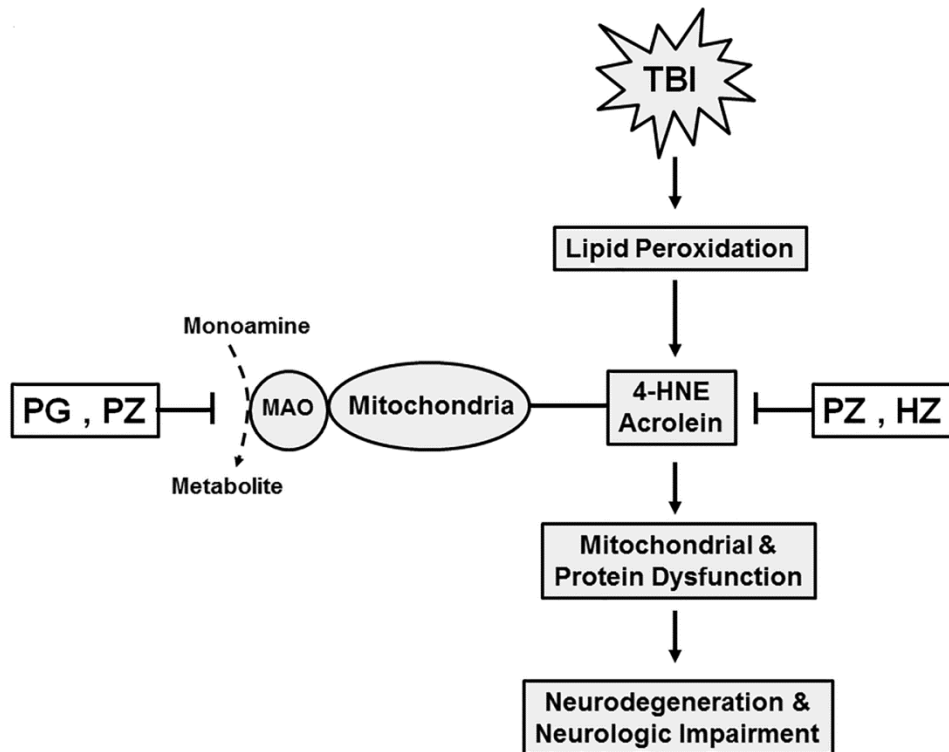 TBI
Lipid Peroxidation
Monoamine
PG , PZ
MAO
Mitochondria
4-HNE
Acrolein
PZ , HZ
Metabolite
Mitochondrial &
Protein Dysfunction
Neurodegeneration &
Neurologic Impairment